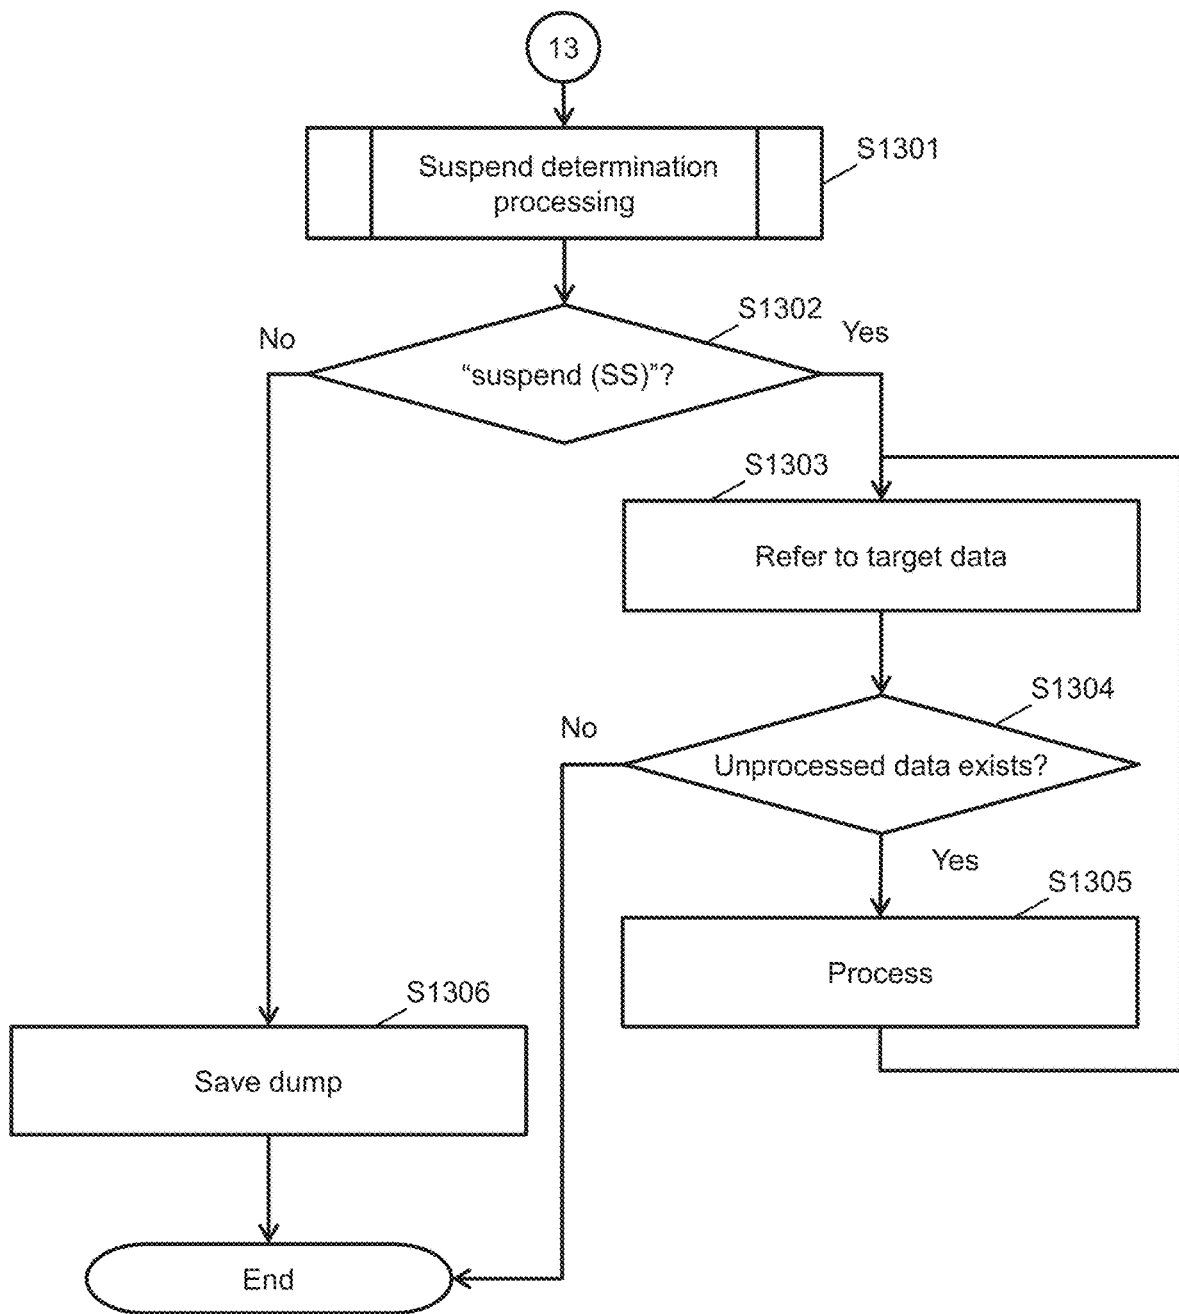 13
Suspend determination
processing
S1301
S1302
No
Yes
“suspend (SS)”?
S1303
Refer to target data
S1304
No
Unprocessed data exists?
Yes
S1305
Process
S1306
Save dump
End